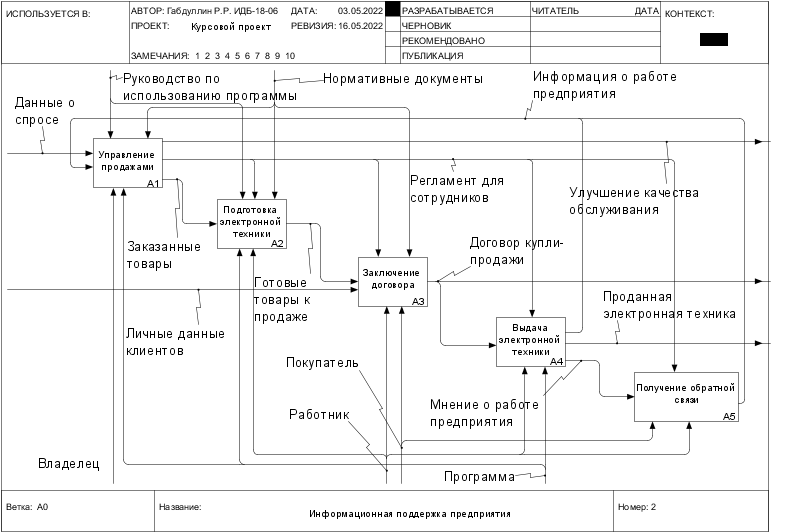 ИСПОЛЬЗУЕТСЯ В:
АВТОР: Габдуллин Р.Р. ИДБ-18-06
ДАТА: 03.05.2022
ПРОЕКТ: Курсовой проект
РЕВИЗИЯ: 16.05.2022
ЗАМЕЧАНИЯ: 1 2 3 4 5 6 7 8 9 10
РАЗРАБАТЫВАЕТСЯ
ЧЕРНОВИК
РЕКОМЕНДОВАНО
ПУБЛИКАЦИЯ
ЧИТАТЕЛЬ
ДАТА
КОНТЕКСТ:
Руководство по
использованию программы
Нормативные документы
Информация о работе
предприятия
Данные о
спросе
Управление
продажами
A1
Регламент для
сотрудников
Улучшение качества
обслуживания
Подготовка
электронной
техники
A2
Заказанные
товары
Договор купли-
продажи
Заключение
договора
A3
Готовые
товары к
продаже
Проданная
электронная техника
Личные данные
клиентов
Выдача
электронной
техники
A4
Покупатель
Получение обратной
связи
A5
Мнение о работе
предприятия
Работник
Владелец
Программа
Ветка: A0
Название:
Информационная поддержка предприятия
Номер: 2